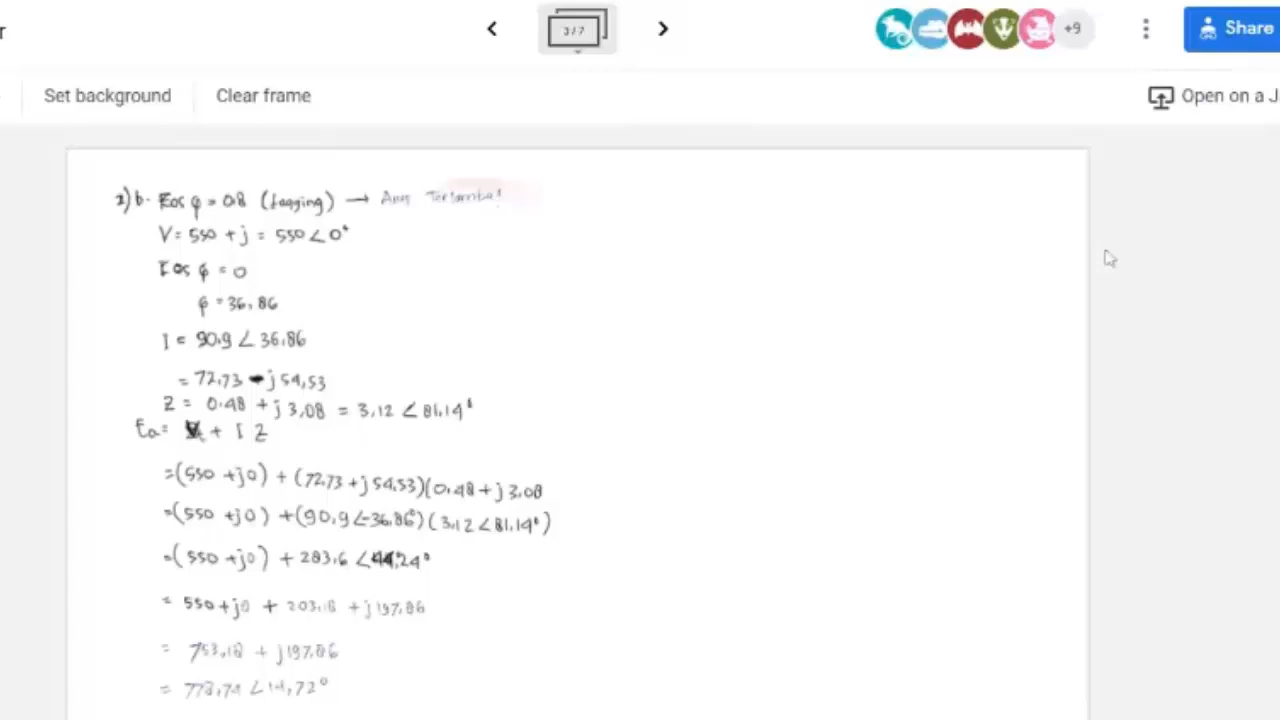 r
3 / 7
+9
Share
Set background
Clear frame
Open on a J
2) b. Cos φ = 0.8 (Lagging) → Arus
V = 550 + j = 550 ∠ 0°
Cos φ = 0
φ = 36,86
I = 90,9 ∠ 36,86
= 72,73 - j 54,53
Z = 0.48 + j 3,08 = 3,12 ∠ 81,14°
Ea = V + I Z
= (550 + j0) + (72,73 + j 54,53)(0,48 + j 3,08
= (550 + j0) + (90,9 ∠-36,86°)(3,12 ∠ 81,14°)
= (550 + j0) + 283,6 ∠44,24°
= 550 + j0 + 203,18 + j 197,86
= 753,18 + j 197,86
= 778,74 ∠ 14,72°